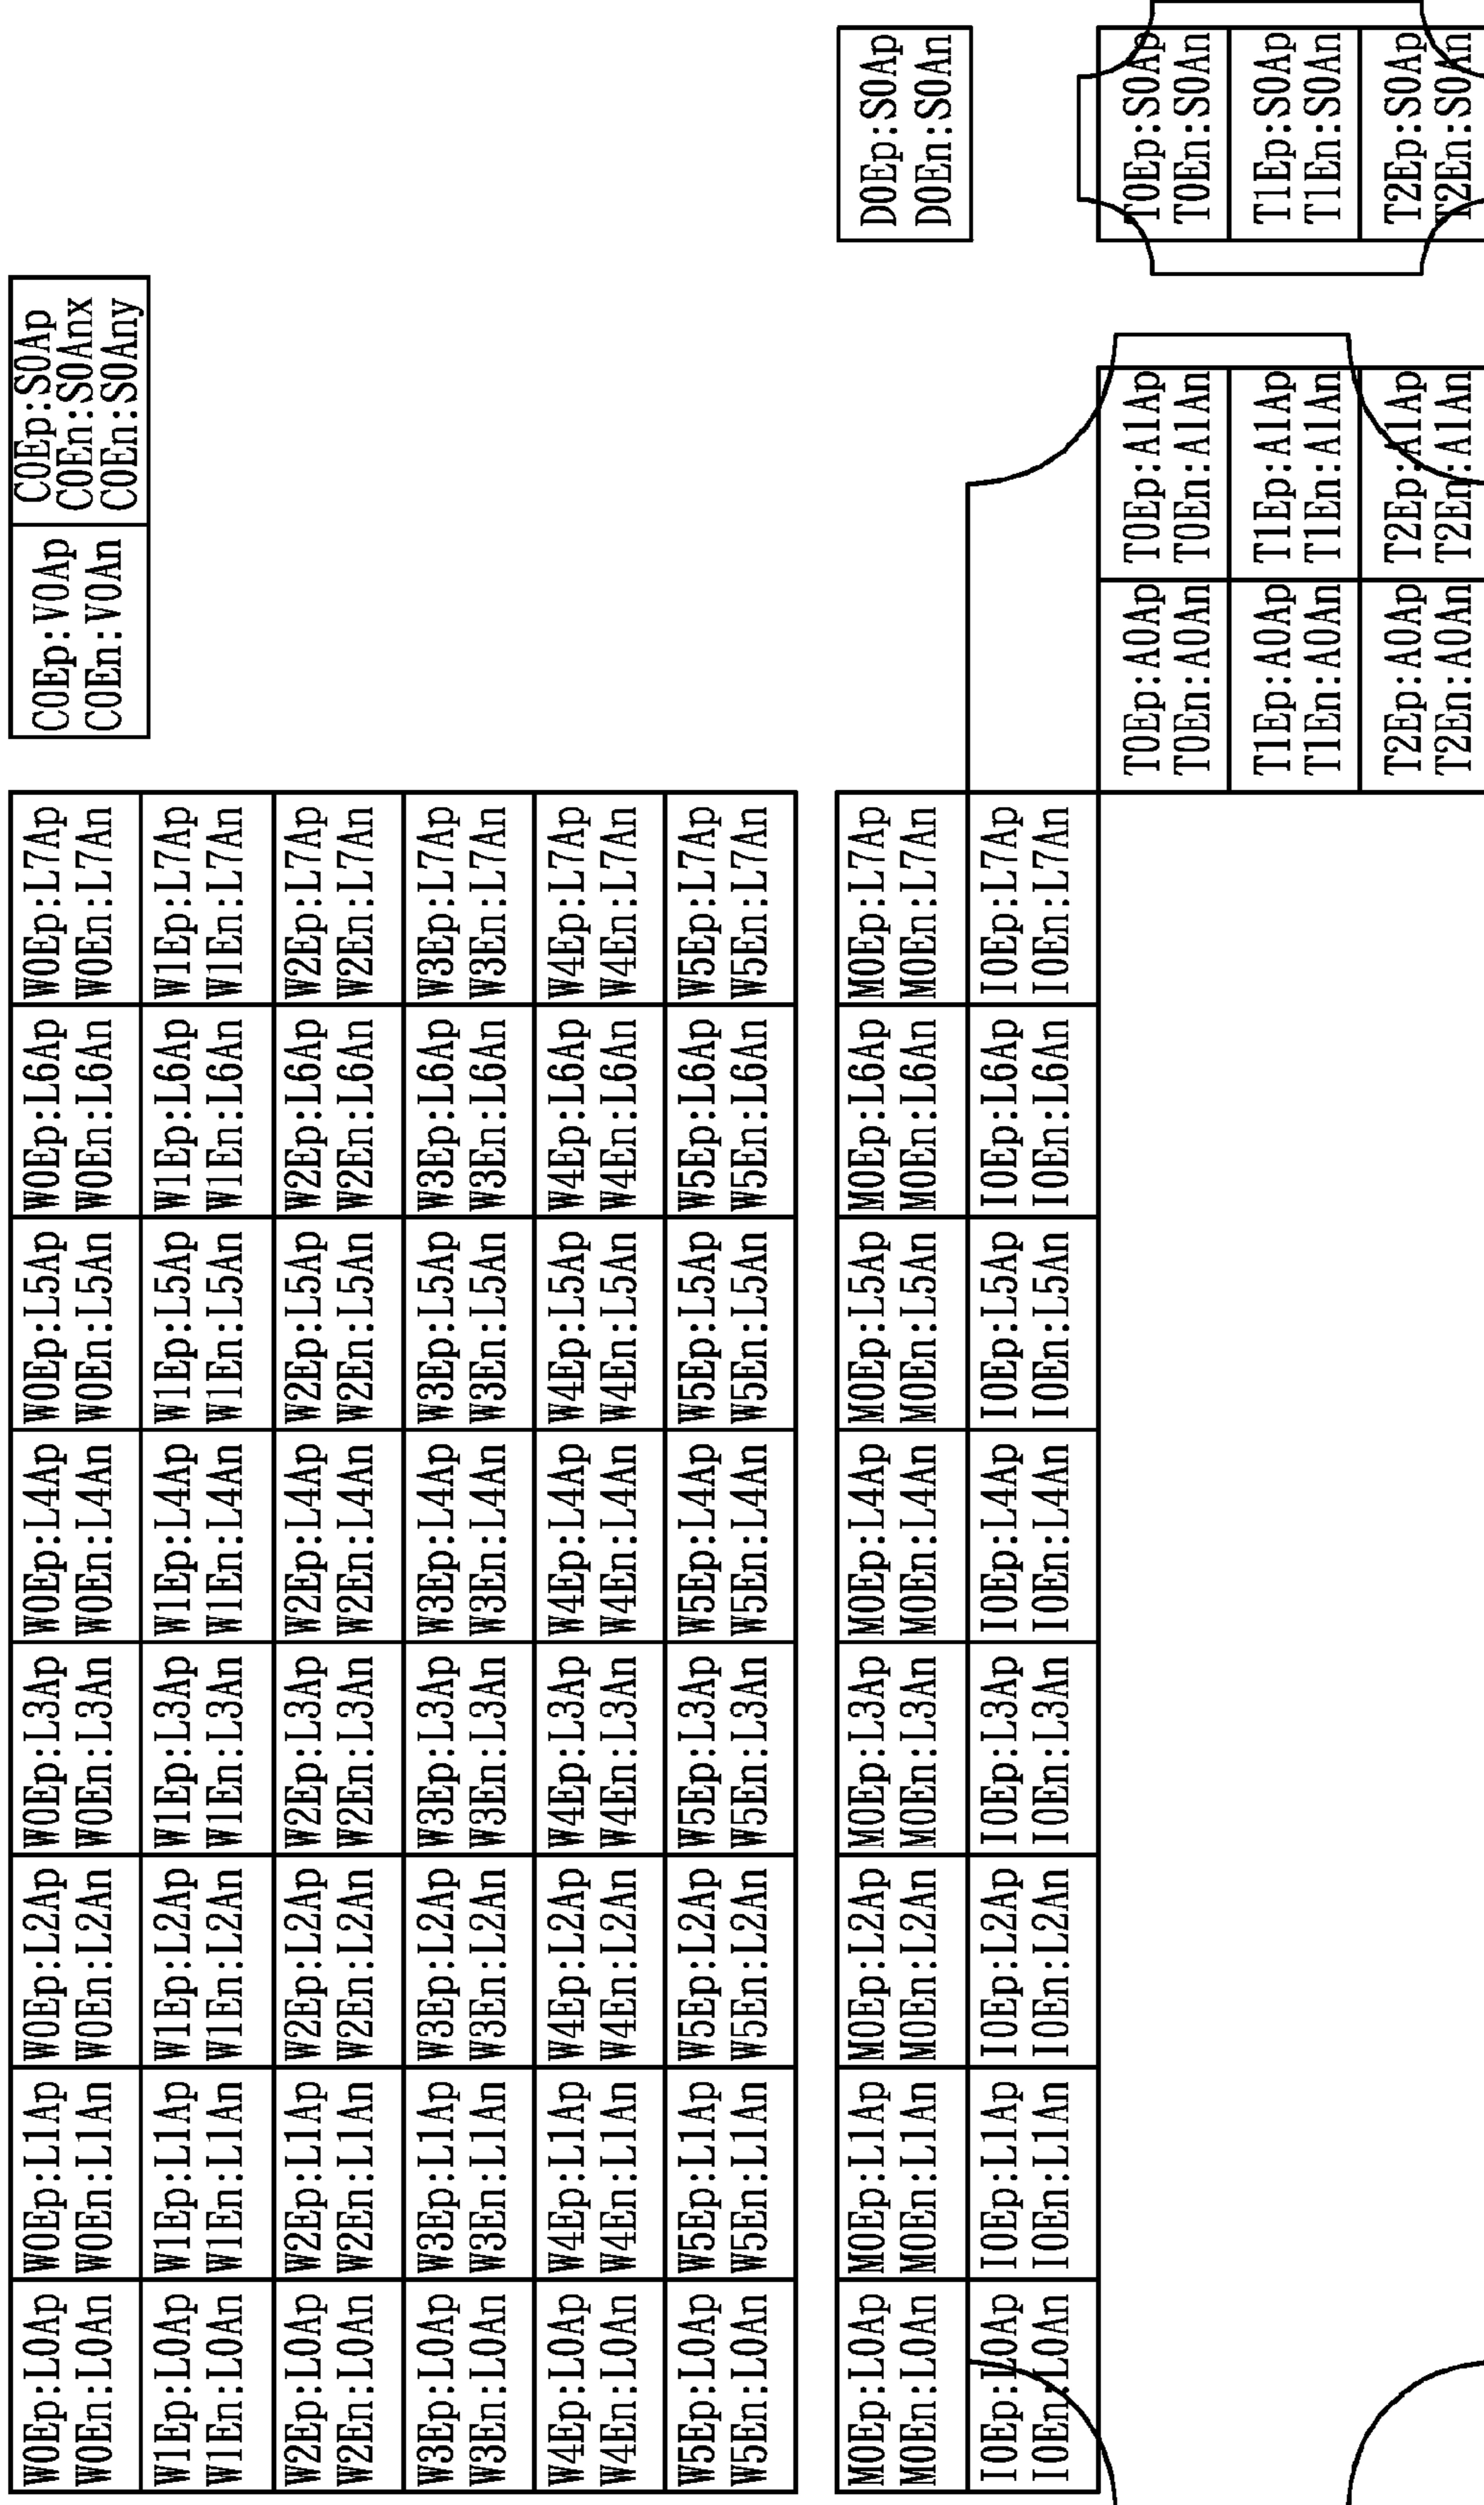 W0Ep:L0Ap W0Ep:L1Ap W0Ep:L2Ap W0Ep:L3Ap W0Ep:L4Ap W0Ep:L5Ap W0Ep:L6Ap W0Ep:L7Ap
W0En:L0An W0En:L1An W0En:L2An W0En:L3An W0En:L4An W0En:L5An W0En:L6An W0En:L7An
C0Ep:V0Ap
C0En:V0An
C0Ep:S0Ap
C0En:S0Anx
C0En:S0Any
W1Ep:L0Ap W1Ep:L1Ap W1Ep:L2Ap W1Ep:L3Ap W1Ep:L4Ap W1Ep:L5Ap W1Ep:L6Ap W1Ep:L7Ap
W1En:L0An W1En:L1An W1En:L2An W1En:L3An W1En:L4An W1En:L5An W1En:L6An W1En:L7An
W2Ep:L0Ap W2Ep:L1Ap W2Ep:L2Ap W2Ep:L3Ap W2Ep:L4Ap W2Ep:L5Ap W2Ep:L6Ap W2Ep:L7Ap
W2En:L0An W2En:L1An W2En:L2An W2En:L3An W2En:L4An W2En:L5An W2En:L6An W2En:L7An
W3Ep:L0Ap W3Ep:L1Ap W3Ep:L2Ap W3Ep:L3Ap W3Ep:L4Ap W3Ep:L5Ap W3Ep:L6Ap W3Ep:L7Ap
W3En:L0An W3En:L1An W3En:L2An W3En:L3An W3En:L4An W3En:L5An W3En:L6An W3En:L7An
W4Ep:L0Ap W4Ep:L1Ap W4Ep:L2Ap W4Ep:L3Ap W4Ep:L4Ap W4Ep:L5Ap W4Ep:L6Ap W4Ep:L7Ap
W4En:L0An W4En:L1An W4En:L2An W4En:L3An W4En:L4An W4En:L5An W4En:L6An W4En:L7An
W5Ep:L0Ap W5Ep:L1Ap W5Ep:L2Ap W5Ep:L3Ap W5Ep:L4Ap W5Ep:L5Ap W5Ep:L6Ap W5Ep:L7Ap
W5En:L0An W5En:L1An W5En:L2An W5En:L3An W5En:L4An W5En:L5An W5En:L6An W5En:L7An
M0Ep:L0Ap M0Ep:L1Ap M0Ep:L2Ap M0Ep:L3Ap M0Ep:L4Ap M0Ep:L5Ap M0Ep:L6Ap M0Ep:L7Ap
M0En:L0An M0En:L1An M0En:L2An M0En:L3An M0En:L4An M0En:L5An M0En:L6An M0En:L7An
D0Ep:S0Ap
D0En:S0An
I0Ep:L0Ap I0Ep:L1Ap I0Ep:L2Ap I0Ep:L3Ap I0Ep:L4Ap I0Ep:L5Ap I0Ep:L6Ap I0Ep:L7Ap
I0En:L0An I0En:L1An I0En:L2An I0En:L3An I0En:L4An I0En:L5An I0En:L6An I0En:L7An
T0Ep:A0Ap T0Ep:A1Ap T0Ep:S0Ap
T0En:A0An T0En:A1An T0En:S0An
T1Ep:A0Ap T1Ep:A1Ap T1Ep:S0Ap
T1En:A0An T1En:A1An T1En:S0An
T2Ep:A0Ap T2Ep:A1Ap T2Ep:S0Ap
T2En:A0An T2En:A1An T2En:S0An